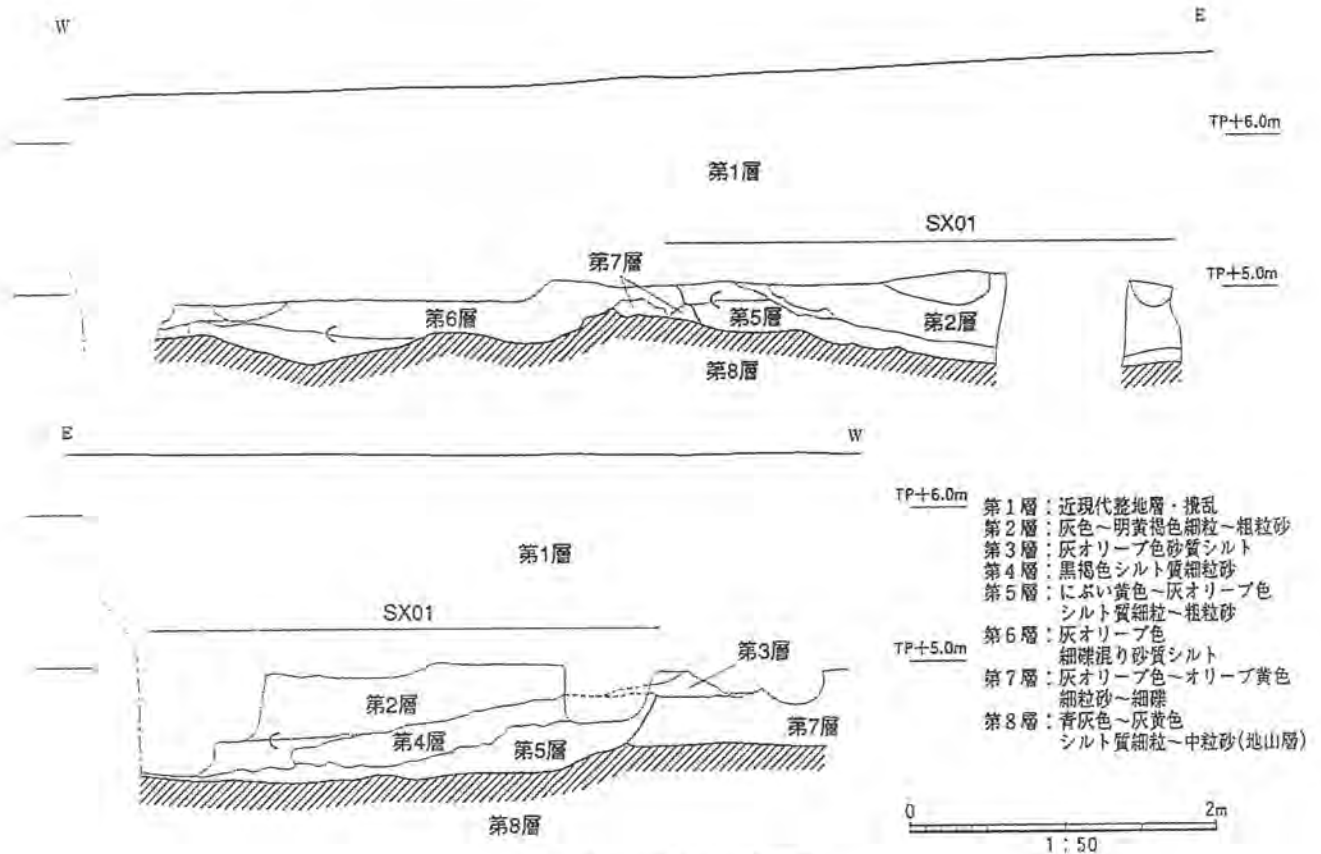 W
E
TP+6.0m
第1層
SX01
TP+5.0m
第7層
第6層
第5層
第2層
第8層
E
W
TP+6.0m
第1層
SX01
TP+5.0m
第3層
第2層
第4層
第5層
第7層
第8層
第1層：近現代整地層・攪乱
第2層：灰色～明黄褐色細粒～粗粒砂
第3層：灰オリーブ色砂質シルト
第4層：黒褐色シルト質細粒砂
第5層：にぶい黄色～灰オリーブ色
シルト質細粒～粗粒砂
第6層：灰オリーブ色
細礫混り砂質シルト
第7層：灰オリーブ色～オリーブ黄色
細粒砂～細礫
第8層：青灰色～灰黄色
シルト質細粒～中粒砂(地山層)
0 2m
1：50